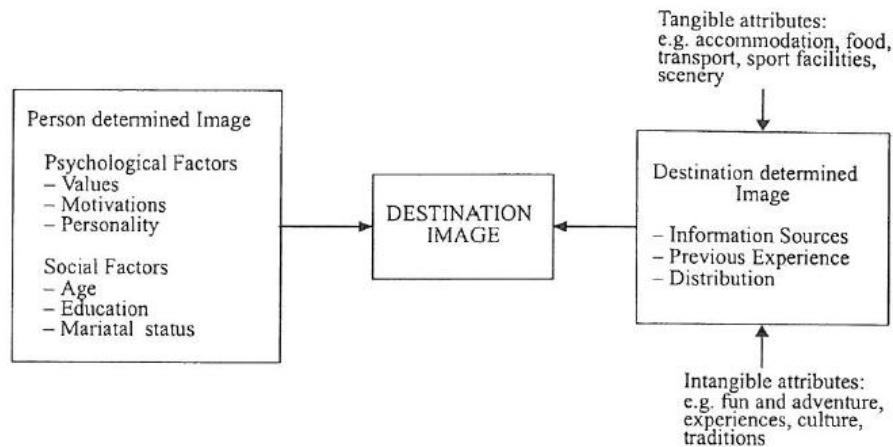 Tangible attributes:
e.g. accommodation, food,
transport, sport facilities,
scenery
Person determined Image
Psychological Factors
– Values
– Motivations
– Personality
Social Factors
– Age
– Education
– Mariatal status
DESTINATION
IMAGE
Destination determined
Image
– Information Sources
– Previous Experience
– Distribution
Intangible attributes:
e.g. fun and adventure,
experiences, culture,
traditions